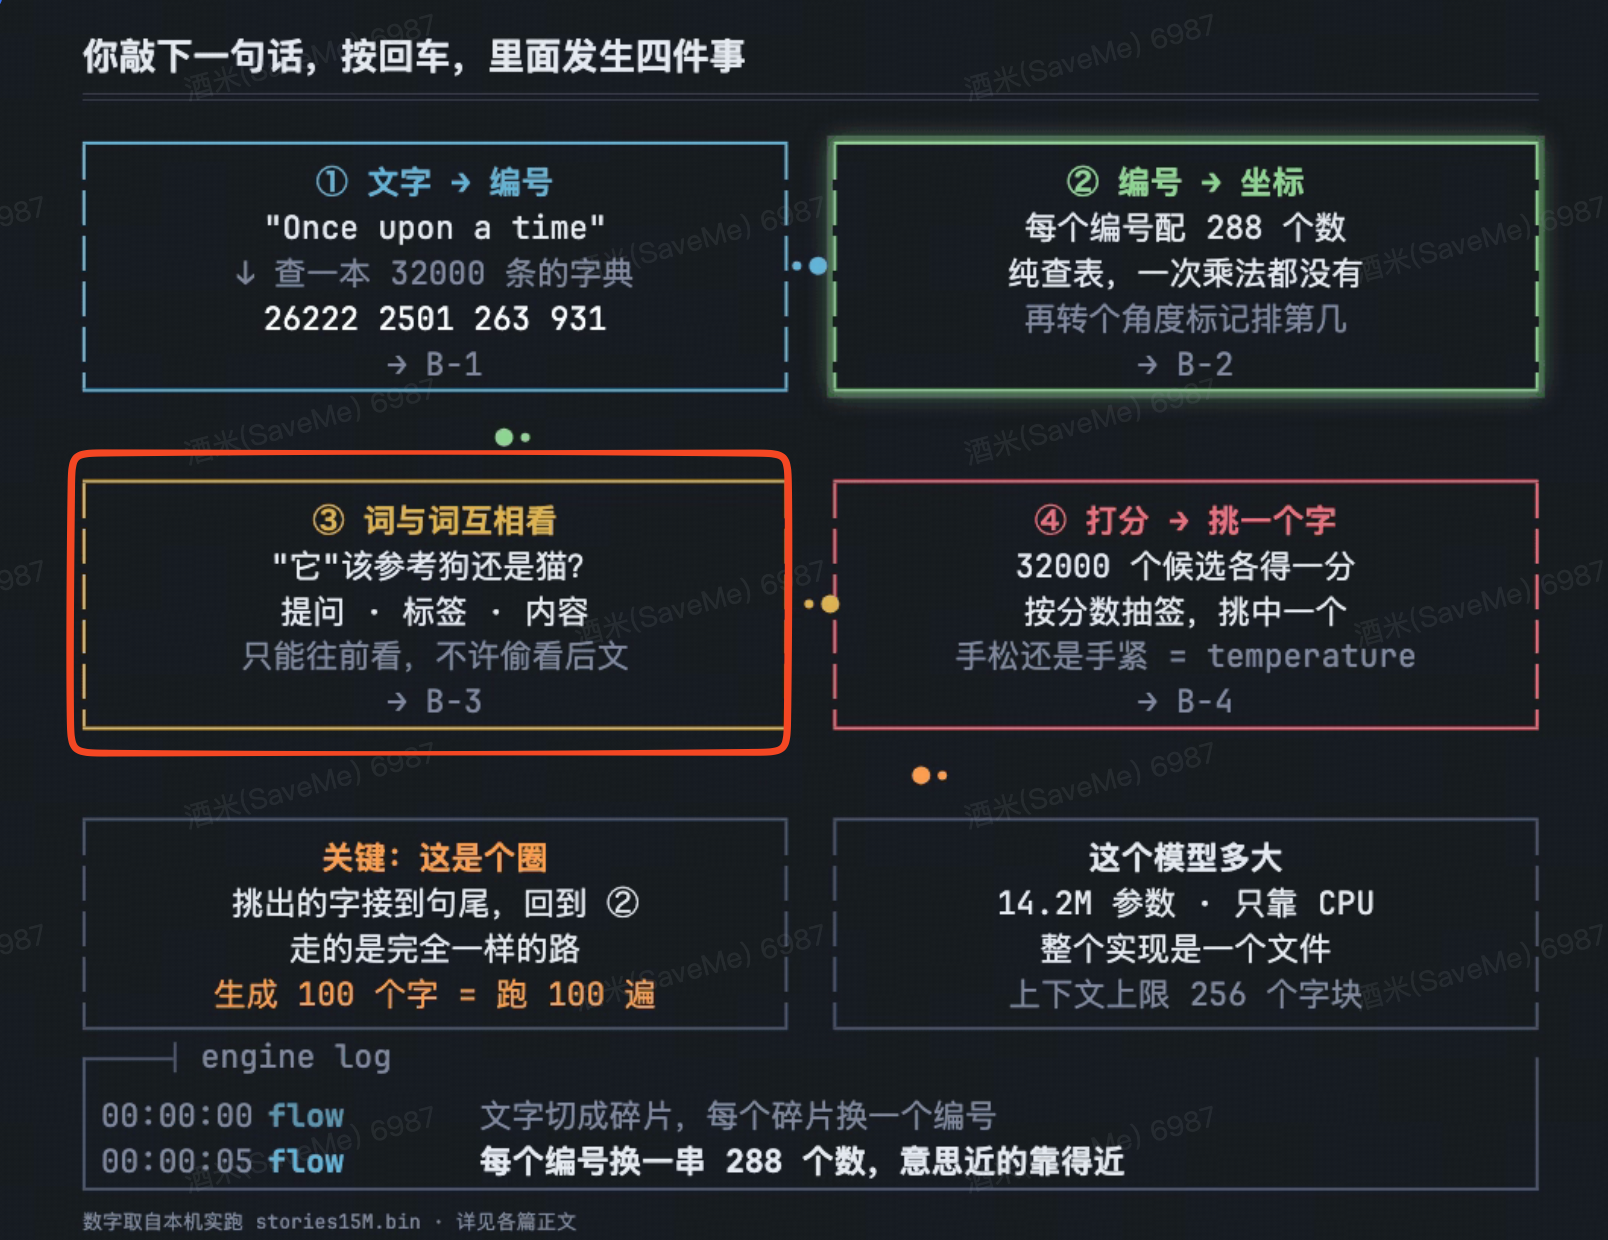 你敲下一句话，按回车，里面发生四件事
① 文字 → 编号
"Once upon a time"
↓ 查一本 32000 条的字典
26222 2501 263 931
→ B-1
② 编号 → 坐标
每个编号配 288 个数
纯查表，一次乘法都没有
再转个角度标记排第几
→ B-2
③ 词与词互相看
"它"该参考狗还是猫？
提问 · 标签 · 内容
只能往前看，不许偷看后文
→ B-3
④ 打分 → 挑一个字
32000 个候选各得一分
按分数抽签，挑中一个
手松还是手紧 = temperature
→ B-4
关键：这是个圈
挑出的字接到句尾，回到 ②
走的是完全一样的路
生成 100 个字 = 跑 100 遍
这个模型多大
14.2M 参数 · 只靠 CPU
整个实现是一个文件
上下文上限 256 个字块
engine log
00:00:00 flow 文字切成碎片，每个碎片换一个编号
00:00:05 flow 每个编号换一串 288 个数，意思近的靠得近
数字取自本机实跑 stories15M.bin · 详见各篇正文
酒米(SaveMe) 6987